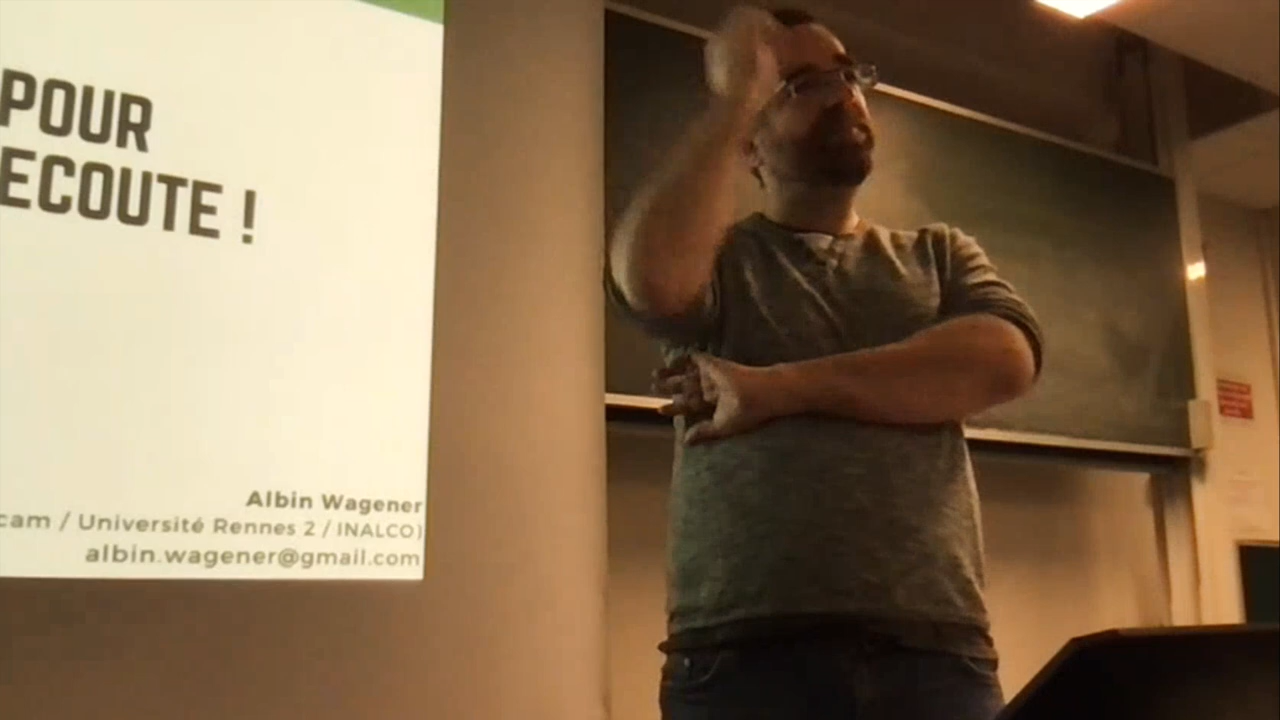 POUR
ECOUTE !
Albin Wagener
cam / Université Rennes 2 / INALCO)
albin.wagener@gmail.com